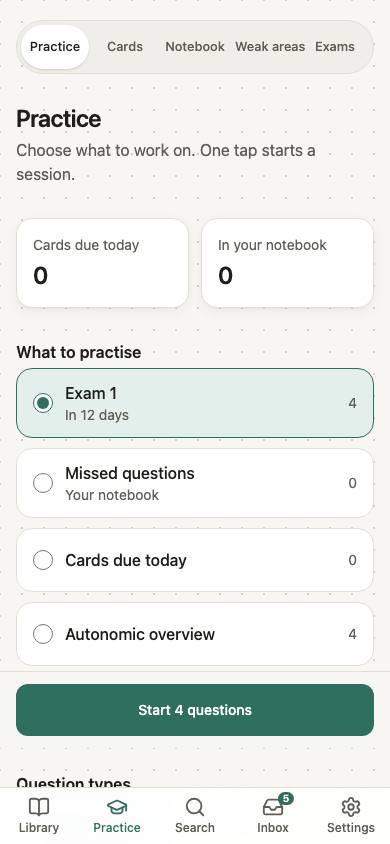 Practice
Cards
Notebook
Weak areas
Exams
Practice
Choose what to work on. One tap starts a
session.
Cards due today
0
In your notebook
0
What to practise
Exam 1
In 12 days
4
Missed questions
Your notebook
0
Cards due today
0
Autonomic overview
4
Start 4 questions
Question types
5
Library
Practice
Search
Inbox
Settings